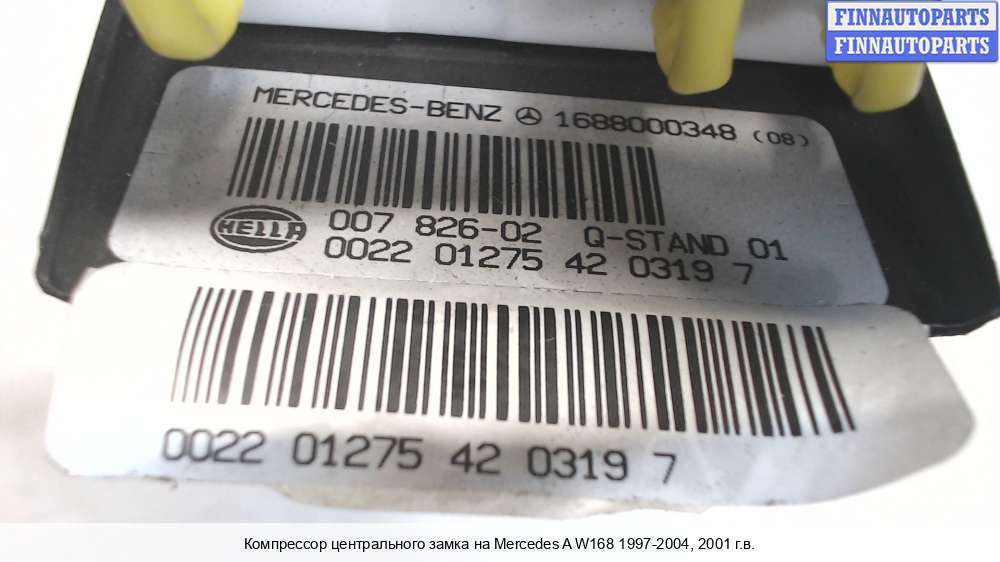 FINNAUTOPARTS
FINNAUTOPARTS
MERCEDES-BENZ 1688000348 (08)
HELLA 007 826-02 Q-STAND 01
0022 01275 42 0319 7
0022 01275 42 0319 7
Компрессор центрального замка на Mercedes A W168 1997-2004, 2001 г.в.